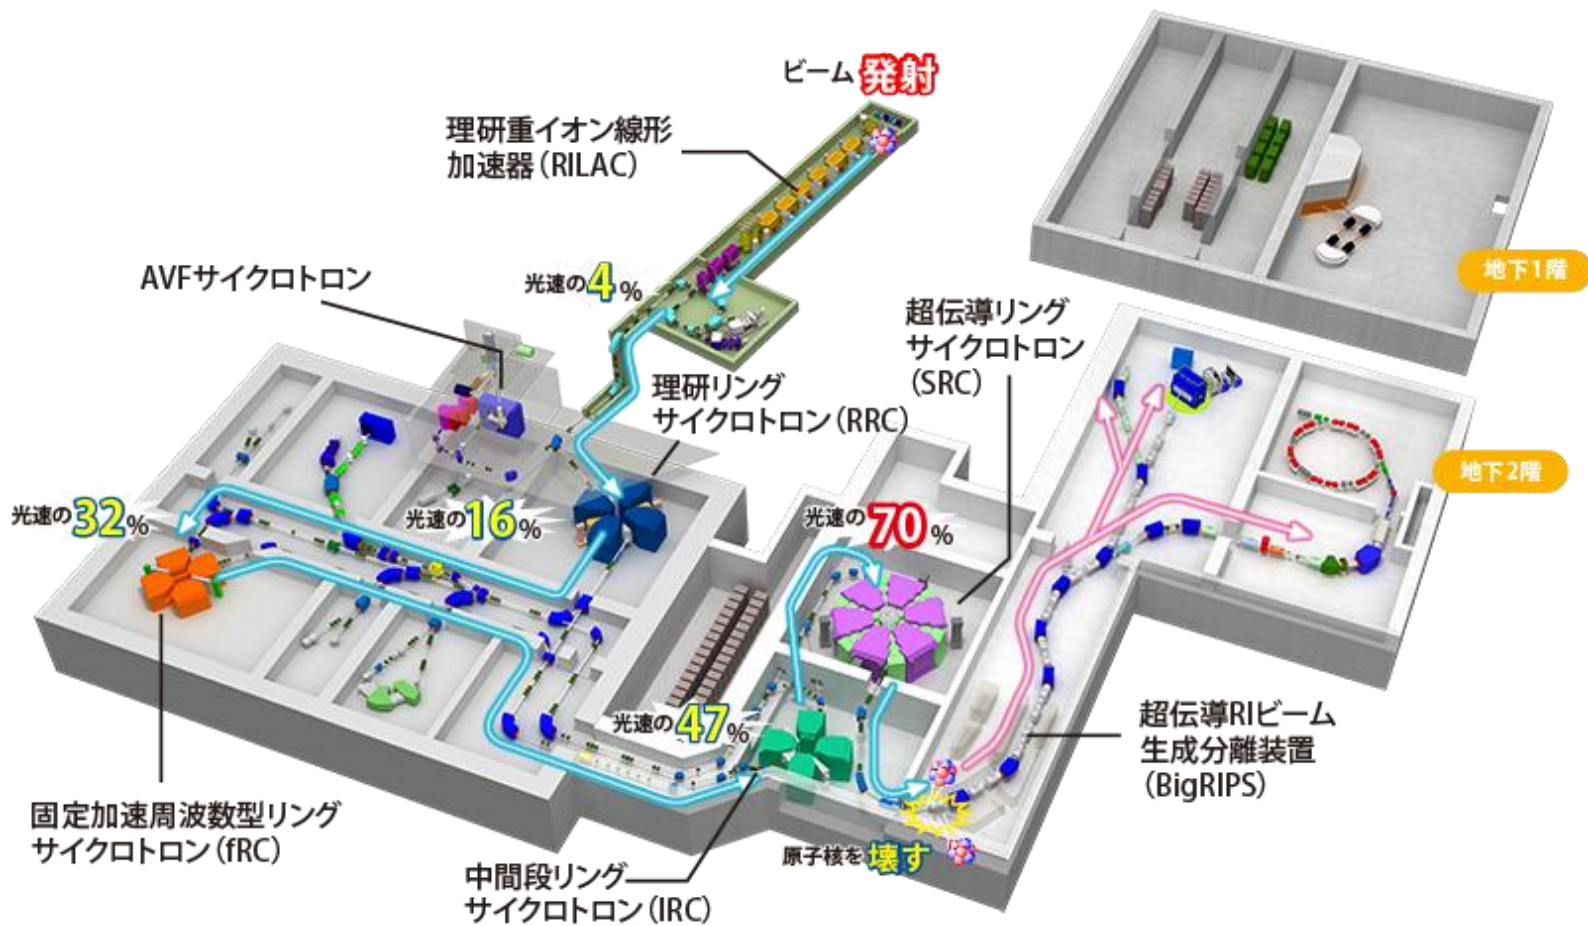 ビーム 発射
理研重イオン線形
加速器(RILAC)
光速の4%
AVFサイクロトロン
地下1階
超伝導リング
サイクロトロン
(SRC)
理研リング
サイクロトロン(RRC)
地下2階
光速の32%
光速の16%
光速の70%
光速の47%
超伝導RIビーム
生成分離装置
(BigRIPS)
固定加速周波数型リング
サイクロトロン(fRC)
原子核を 壊す
中間段リング
サイクロトロン(IRC)